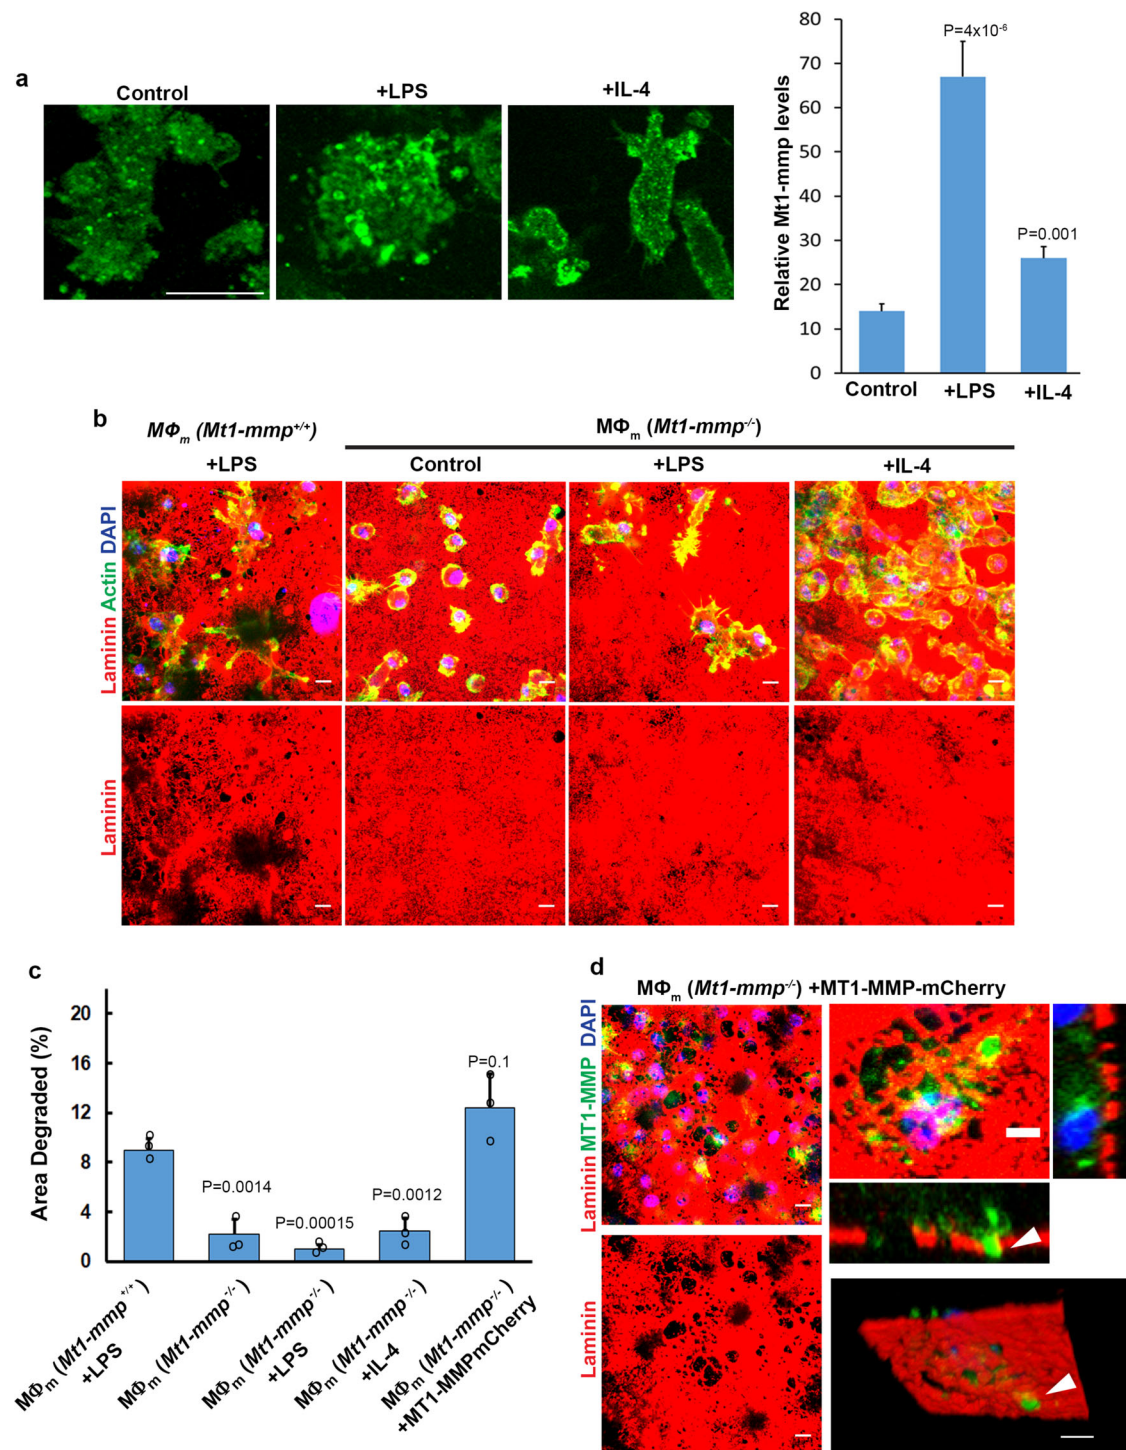 a
Control
+LPS
+IL-4
Relative Mt1-mmp levels
80
70
60
50
40
30
20
10
0
P=4x10⁻⁶
P=0.001
Control
+LPS
+IL-4
b
MΦₘ (Mt1-mmp⁺/⁺)
MΦₘ (Mt1-mmp⁻/⁻)
+LPS
Control
+LPS
+IL-4
Laminin Actin DAPI
Laminin
c
Area Degraded (%)
20
16
12
8
4
0
P=0.0014
P=0.00015
P=0.0012
P=0.1
MΦₘ (Mt1-mmp⁺/⁺)
+LPS
MΦₘ (Mt1-mmp⁻/⁻)
MΦₘ (Mt1-mmp⁻/⁻)
+LPS
MΦₘ (Mt1-mmp⁻/⁻)
+IL-4
MΦₘ (Mt1-mmp⁻/⁻)
+MT1-MMPmCherry
d
MΦₘ (Mt1-mmp⁻/⁻) +MT1-MMP-mCherry
Laminin MT1-MMP DAPI
Laminin